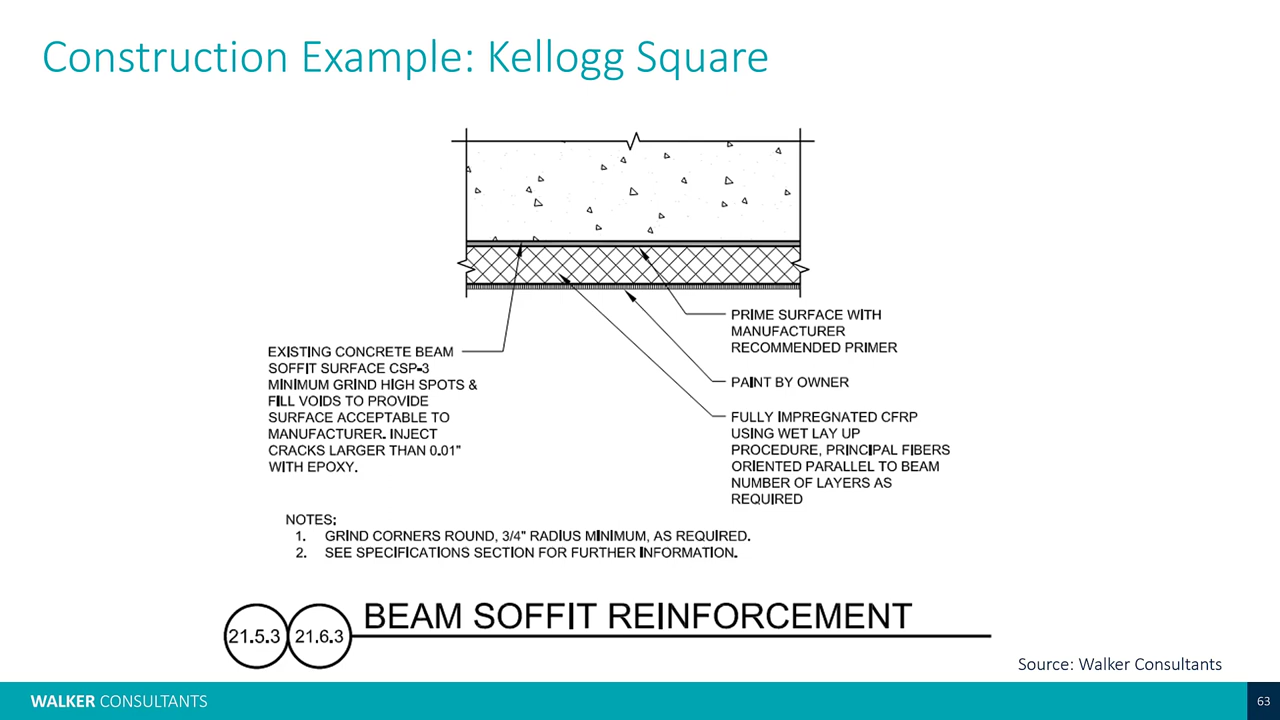 Construction Example: Kellogg Square
PRIME SURFACE WITH
MANUFACTURER
RECOMMENDED PRIMER
EXISTING CONCRETE BEAM
SOFFIT SURFACE CSP-3
MINIMUM GRIND HIGH SPOTS &
FILL VOIDS TO PROVIDE
SURFACE ACCEPTABLE TO
MANUFACTURER. INJECT
CRACKS LARGER THAN 0.01"
WITH EPOXY.
PAINT BY OWNER
FULLY IMPREGNATED CFRP
USING WET LAY UP
PROCEDURE, PRINCIPAL FIBERS
ORIENTED PARALLEL TO BEAM
NUMBER OF LAYERS AS
REQUIRED
NOTES:
1. GRIND CORNERS ROUND, 3/4" RADIUS MINIMUM, AS REQUIRED.
2. SEE SPECIFICATIONS SECTION FOR FURTHER INFORMATION.
21.5.3 21.6.3 BEAM SOFFIT REINFORCEMENT
Source: Walker Consultants
WALKER CONSULTANTS
63